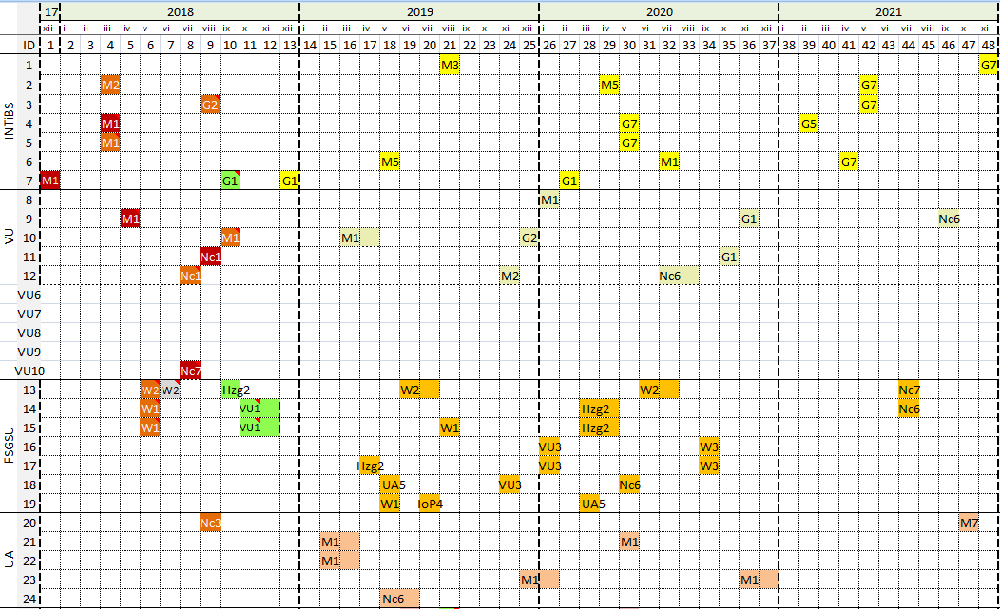 17 2018 2019 2020 2021
xii i ii iii iv v vi vii viii ix x xi xii i ii iii iv v vi vii viii ix x xi xii i ii iii iv v vi vii viii ix x xi xii i ii iii iv v vi vii viii ix x xi
ID 1 2 3 4 5 6 7 8 9 10 11 12 13 14 15 16 17 18 19 20 21 22 23 24 25 26 27 28 29 30 31 32 33 34 35 36 37 38 39 40 41 42 43 44 45 46 47 48
INTiBS
1 M3 G7
2 M2 M5 G7
3 G2 G7
4 M1 G7 G5
5 M1 G7
6 M5 M1 G7
7 M1 G1 G1 G1
VU
8 M1
9 M1 G1 Nc6
10 M1 M1 G2
11 Nc1 G1
12 Nc1 M2 Nc6
VU6
VU7
VU8
VU9
VU10 Nc7
FSGSU
13 W2 W2 Hzg2 W2 W2 Nc7
14 W1 VU1 Hzg2 Nc6
15 W1 VU1 W1 Hzg2
16 VU3 W3
17 Hzg2 VU3 W3
18 UA5 VU3 Nc6
19 W1 IoP4 UA5
UA
20 Nc3 M7
21 M1 M1
22 M1
23 M1 M1
24 Nc6